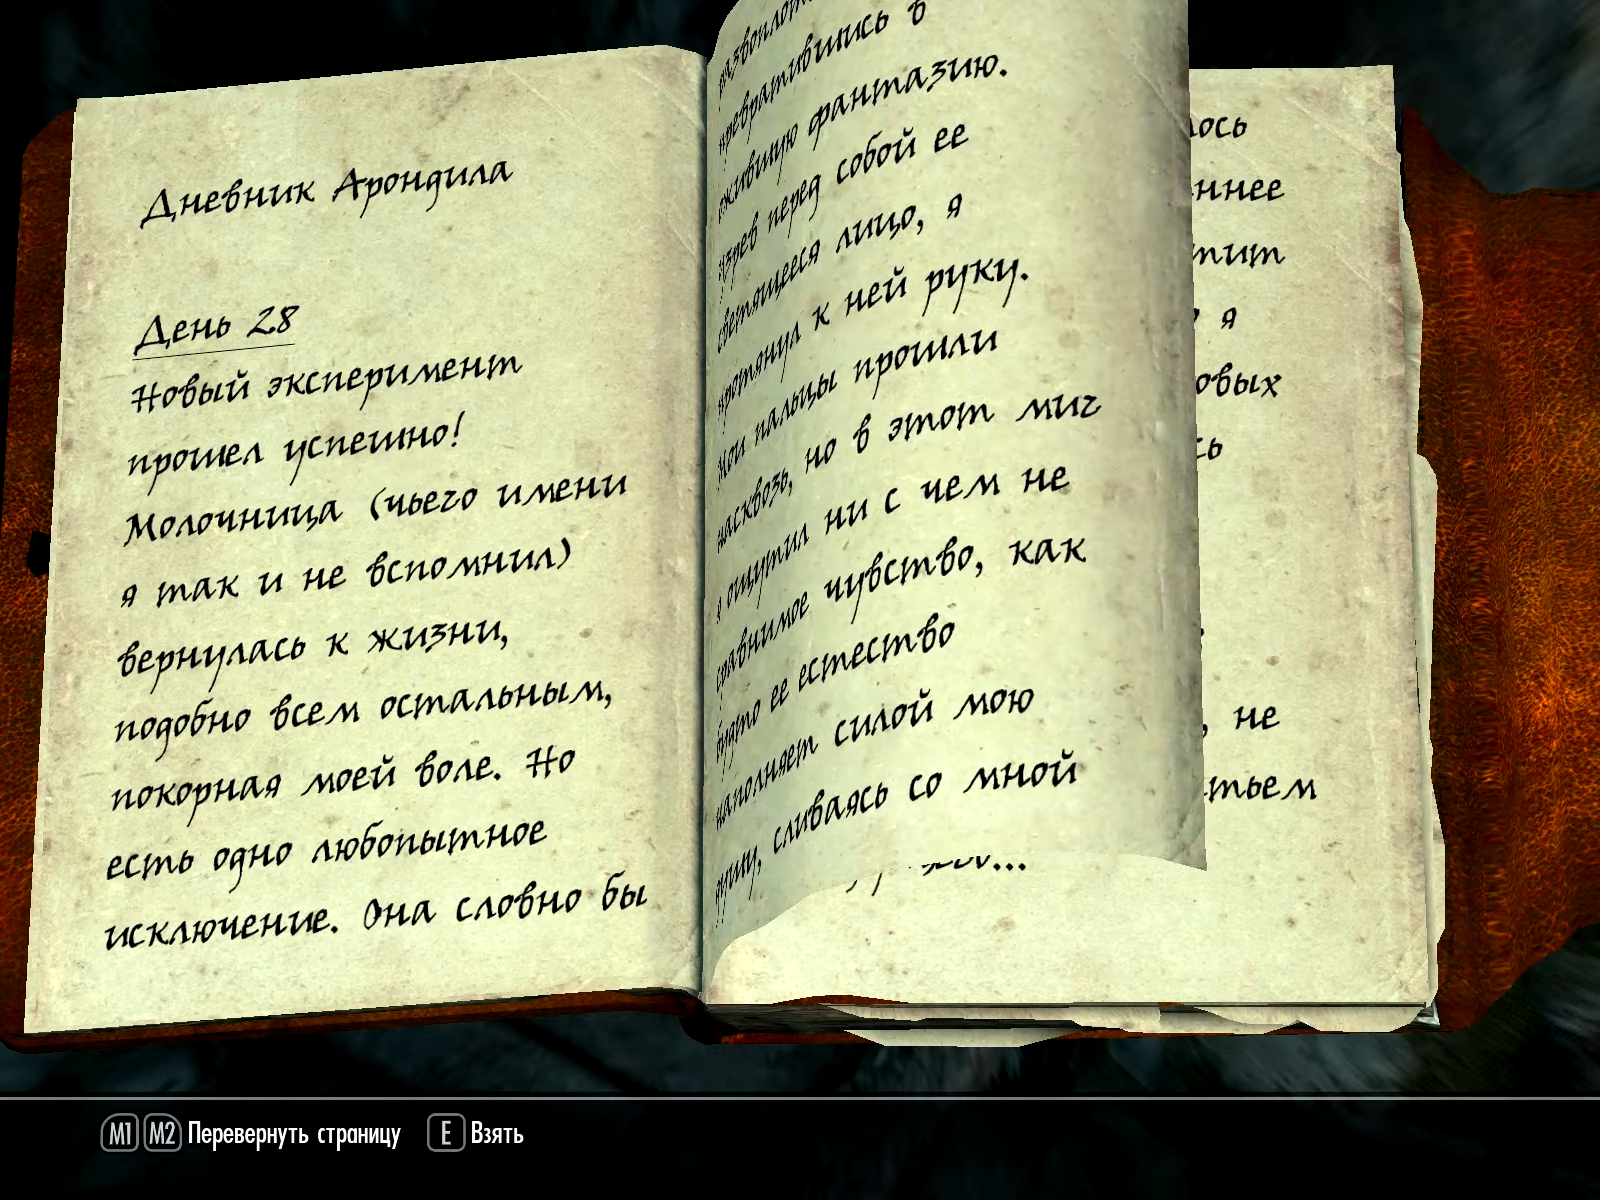 Дневник Арондила
День 28
Новый эксперимент
прошел успешно!
Молочница (чьего имени
я так и не вспомнил)
вернулась к жизни,
подобно всем остальным,
покорная моей воле. Но
есть одно любопытное
исключение. Она словно бы
превратившись в
ожившую фантазию.
узрев перед собой ее
светящееся лицо, я
протянул к ней руку.
мои пальцы прошли
насквозь, но в этот миг
я ощутил ни с чем не
сравнимое чувство, как
будто ее естество
наполняет силой мою
душу, сливаясь со мной
я
, не
M1 M2 Перевернуть страницу E Взять